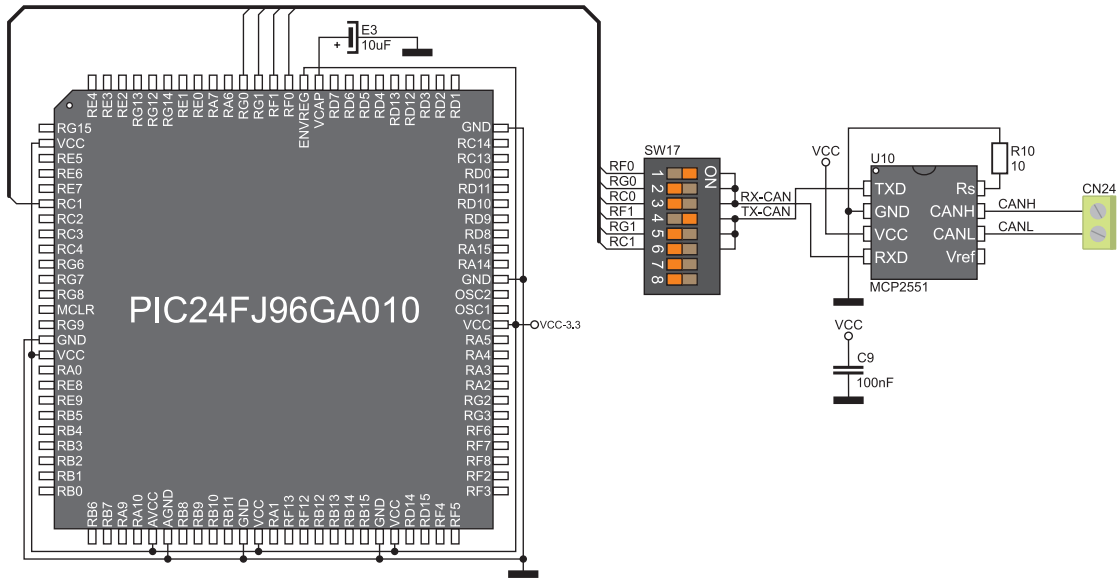 E3
+ 10uF
RE4 RE3 RE2 RG13 RG12 RG14 RE1 RE0 RA7 RA6 RG0 RG1 RF1 RF0 ENVREG VCAP RD7 RD6 RD5 RD4 RD13 RD12 RD3 RD2 RD1
RG15
VCC
RE5
RE6
RE7
RC1
RC2
RC3
RC4
RG6
RG7
RG8
MCLR
RG9
GND
VCC
RA0
RE8
RE9
RB5
RB4
RB3
RB2
RB1
RB0
PIC24FJ96GA010
GND
RC14
RC13
RD0
RD11
RD10
RD9
RD8
RA15
RA14
GND
OSC2
OSC1
VCC
RA5
RA4
RA3
RA2
RG2
RG3
RF6
RF7
RF8
RF2
RF3
VCC-3.3
RB6 RB7 RA9 RA10 AVCC AGND RB8 RB9 RB10 RB11 GND VCC RA1 RF13 RF12 RB12 RB13 RB14 RB15 GND VCC RD14 RD15 RF4 RF5
SW17
RF0
RG0
RC0
RF1
RG1
RC1
1
2
3
4
5
6
7
8
ON
RX-CAN
TX-CAN
VCC
U10
TXD
GND
VCC
RXD
Rs
CANH
CANL
Vref
MCP2551
R10
10
CN24
CANH
CANL
VCC
C9
100nF